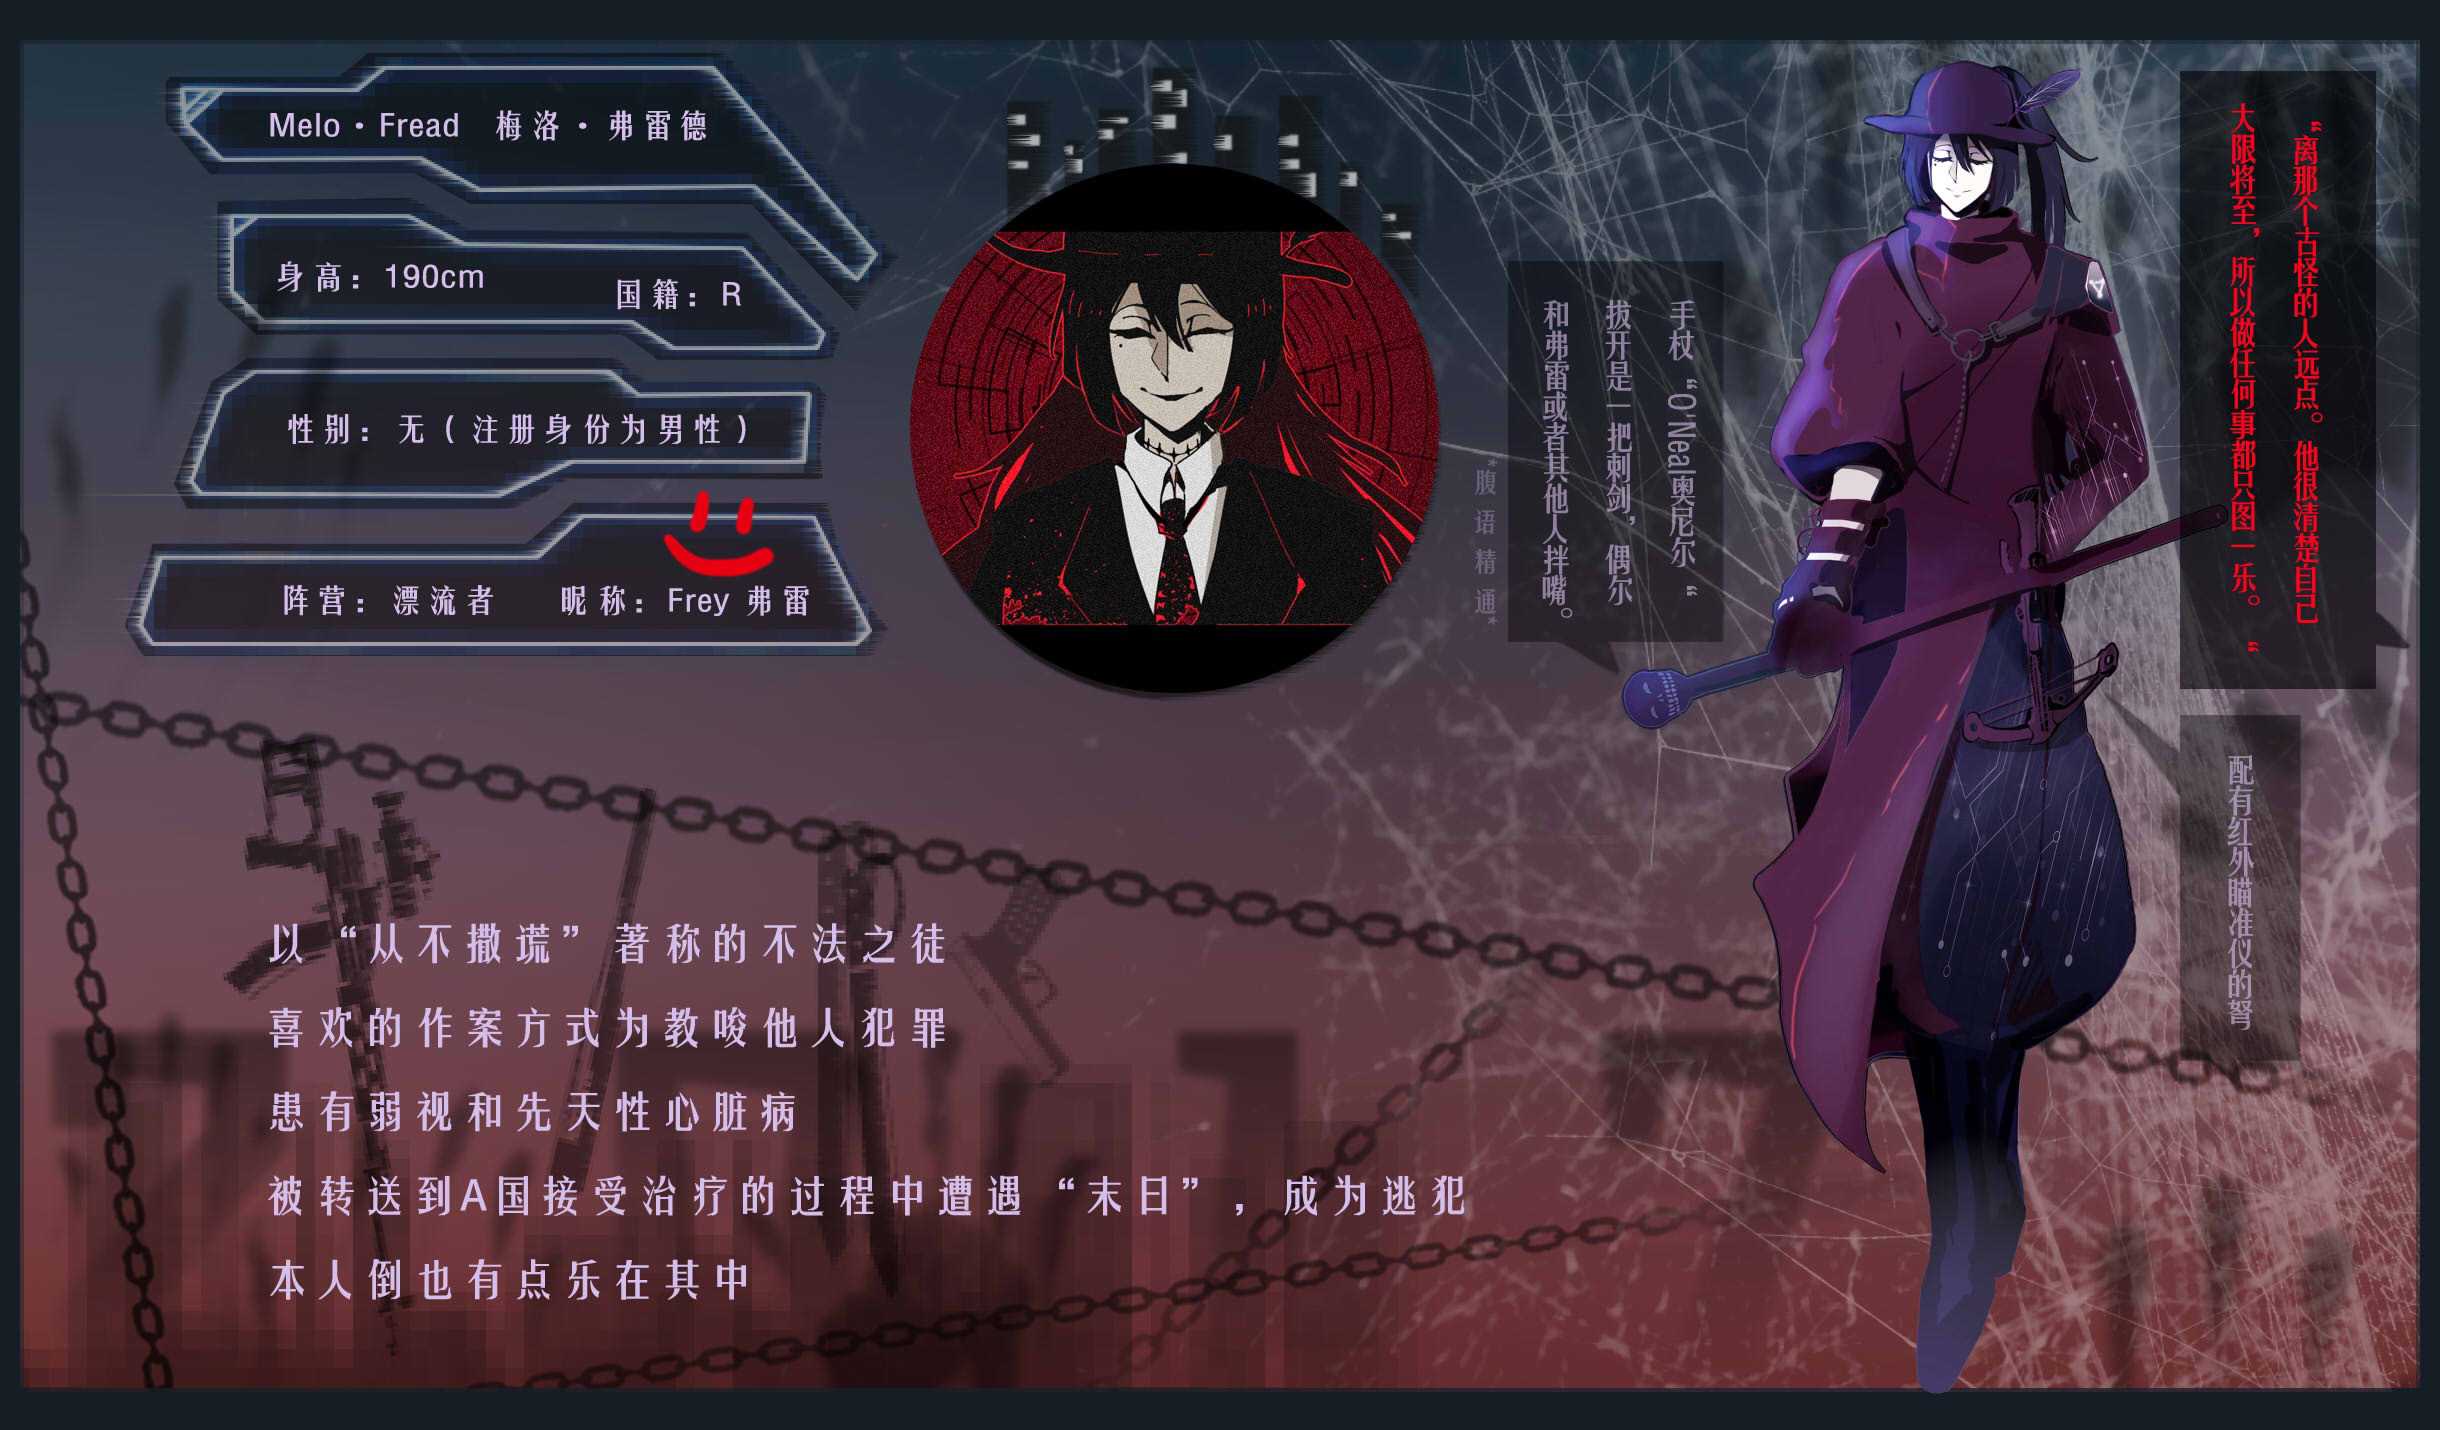 Melo·Fread 梅洛·弗雷德
身高：190cm
国籍：R
性别：无（注册身份为男性）
阵营：漂流者 昵称：Frey 弗雷
以“从不撒谎”著称的不法之徒
喜欢的作案方式为教唆他人犯罪
患有弱视和先天性心脏病
被转送到A国接受治疗的过程中遭遇“末日”，成为逃犯
本人倒也有点乐在其中
手杖“O'Neal奥尼尔“
拔开是一把刺剑，偶尔
和弗雷或者其他人拌嘴。
*腹语精通*
“离那个古怪的人远点。他很清楚自己
大限将至，所以做任何事都只图一乐。“
配有红外瞄准仪的弩